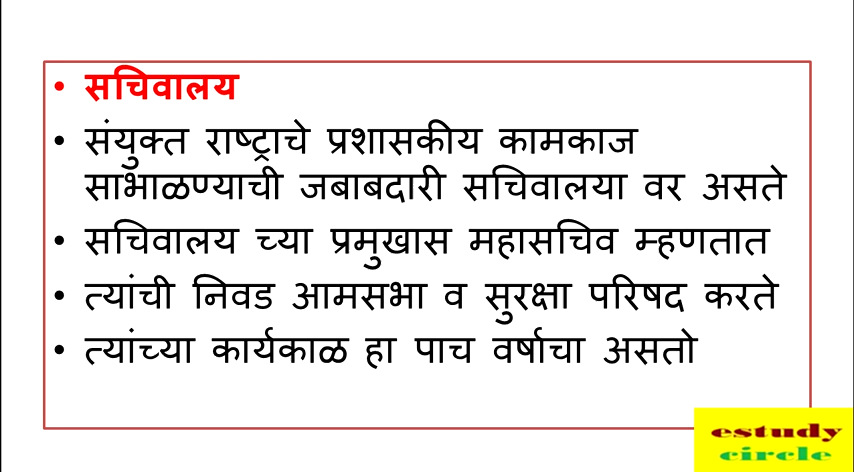 • सचिवालय
• संयुक्त राष्ट्राचे प्रशासकीय कामकाज
साभाळण्याची जबाबदारी सचिवालया वर असते
• सचिवालय च्या प्रमुखास महासचिव म्हणतात
• त्यांची निवड आमसभा व सुरक्षा परिषद करते
• त्यांच्या कार्यकाळ हा पाच वर्षाचा असतो
estudy
circle